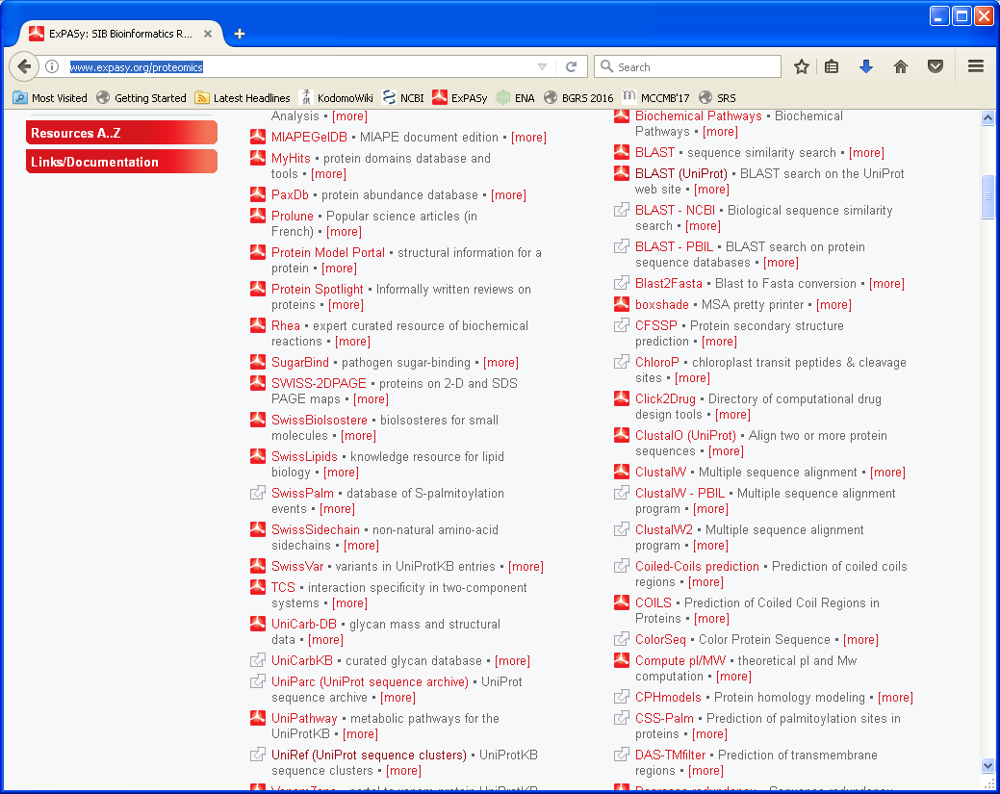 ExPASy: SIB Bioinformatics R...
www.expasy.org/proteomics
Search
Most Visited
Getting Started
Latest Headlines
KodomoWiki
NCBI
ExPASy
ENA
BGRS 2016
MCCMB'17
SRS
Resources A..Z
Links/Documentation
Analysis ▪ [more]
MIAPEGelDB ▪ MIAPE document edition ▪ [more]
MyHits ▪ protein domains database and
tools ▪ [more]
PaxDb ▪ protein abundance database ▪ [more]
Prolune ▪ Popular science articles (in
French) ▪ [more]
Protein Model Portal ▪ structural information for a
protein ▪ [more]
Protein Spotlight ▪ Informally written reviews on
proteins ▪ [more]
Rhea ▪ expert curated resource of biochemical
reactions ▪ [more]
SugarBind ▪ pathogen sugar-binding ▪ [more]
SWISS-2DPAGE ▪ proteins on 2-D and SDS
PAGE maps ▪ [more]
SwissBioIsostere ▪ bioIsosteres for small
molecules ▪ [more]
SwissLipids ▪ knowledge resource for lipid
biology ▪ [more]
SwissPalm ▪ database of S-palmitoylation
events ▪ [more]
SwissSidechain ▪ non-natural amino-acid
sidechains ▪ [more]
SwissVar ▪ variants in UniProtKB entries ▪ [more]
TCS ▪ interaction specificity in two-component
systems ▪ [more]
UniCarb-DB ▪ glycan mass and structural
data ▪ [more]
UniCarbKB ▪ curated glycan database ▪ [more]
UniParc (UniProt sequence archive) ▪ UniProt
sequence archive ▪ [more]
UniPathway ▪ metabolic pathways for the
UniProtKB ▪ [more]
UniRef (UniProt sequence clusters) ▪ UniProtKB
sequence clusters ▪ [more]
VenomZone ▪ portal to venom protein UniProtKB
Biochemical Pathways ▪ Biochemical
Pathways ▪ [more]
BLAST ▪ sequence similarity search ▪ [more]
BLAST (UniProt) ▪ BLAST search on the UniProt
web site ▪ [more]
BLAST - NCBI ▪ Biological sequence similarity
search ▪ [more]
BLAST - PBIL ▪ BLAST search on protein
sequence databases ▪ [more]
Blast2Fasta ▪ Blast to Fasta conversion ▪ [more]
boxshade ▪ MSA pretty printer ▪ [more]
CFSSP ▪ Protein secondary structure
prediction ▪ [more]
ChloroP ▪ chloroplast transit peptides & cleavage
sites ▪ [more]
Click2Drug ▪ Directory of computational drug
design tools ▪ [more]
ClustalO (UniProt) ▪ Align two or more protein
sequences ▪ [more]
ClustalW ▪ Multiple sequence alignment ▪ [more]
ClustalW - PBIL ▪ Multiple sequence alignment
program ▪ [more]
ClustalW2 ▪ Multiple sequence alignment
program ▪ [more]
Coiled-Coils prediction ▪ Prediction of coiled coils
regions ▪ [more]
COILS ▪ Prediction of Coiled Coil Regions in
Proteins ▪ [more]
ColorSeq ▪ Color Protein Sequence ▪ [more]
Compute pI/MW ▪ theoretical pI and Mw
computation ▪ [more]
CPHmodels ▪ Protein homology modeling ▪ [more]
CSS-Palm ▪ Prediction of palmitoylation sites in
proteins ▪ [more]
DAS-TMfilter ▪ Prediction of transmembrane
regions ▪ [more]
Decrease redundancy ▪ Sequence redundancy